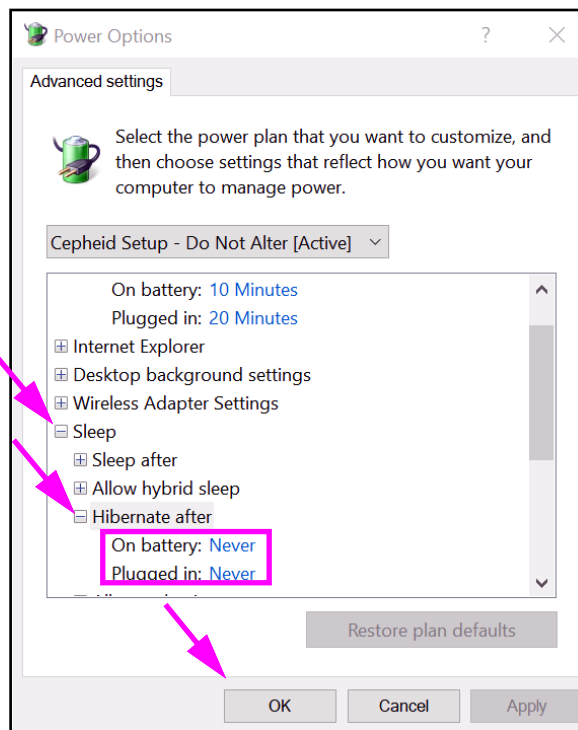 Power Options
?
Advanced settings
Select the power plan that you want to customize, and
then choose settings that reflect how you want your
computer to manage power.
Cepheid Setup - Do Not Alter [Active]
On battery: 10 Minutes
Plugged in: 20 Minutes
Internet Explorer
Desktop background settings
Wireless Adapter Settings
Sleep
Sleep after
Allow hybrid sleep
Hibernate after
On battery: Never
Plugged in: Never
Restore plan defaults
OK Cancel Apply